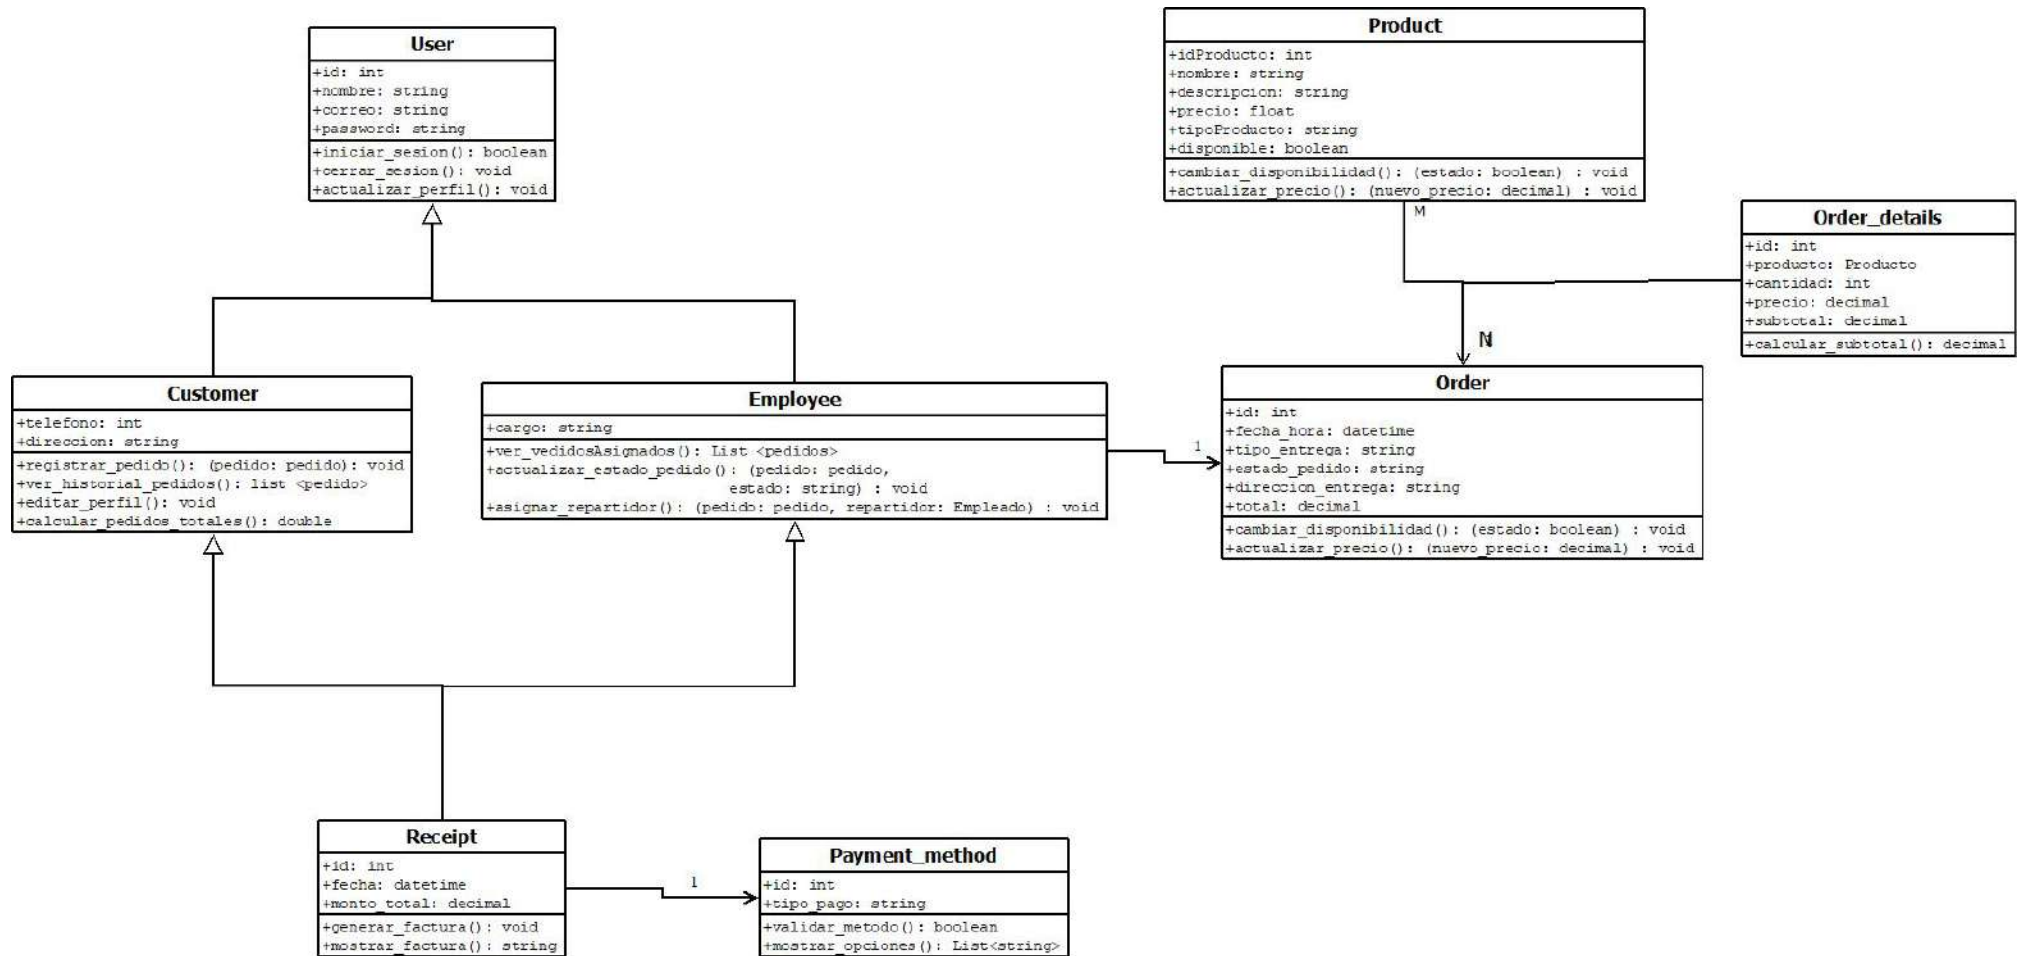 User
+id: int
+nombre: string
+correo: string
+password: string
+iniciar_sesion(): boolean
+cerrar_sesion(): void
+actualizar_perfil(): void
Product
+idProducto: int
+nombre: string
+descripcion: string
+precio: float
+tipoProducto: string
+disponible: boolean
+cambiar_disponibilidad(): (estado: boolean) : void
+actualizar_precio(): (nuevo_precio: decimal) : void
M
Order_details
+id: int
+producto: Producto
+cantidad: int
+precio: decimal
+subtotal: decimal
+calcular_subtotal(): decimal
Customer
+telefono: int
+direccion: string
+registrar_pedido(): (pedido: pedido): void
+ver_historial_pedidos(): list <pedido>
+editar_perfil(): void
+calcular_pedidos_totales(): double
Employee
+cargo: string
+ver_vedidosAsignados(): List <pedidos>
+actualizar_estado_pedido(): (pedido: pedido,
estado: string) : void
+asignar_repartidor(): (pedido: pedido, repartidor: Empleado) : void
1
Order
+id: int
+fecha_hora: datetime
+tipo_entrega: string
+estado_pedido: string
+direccion_entrega: string
+total: decimal
+cambiar_disponibilidad(): (estado: boolean) : void
+actualizar_precio(): (nuevo_precio: decimal) : void
Receipt
+id: int
+fecha: datetime
+monto_total: decimal
+generar_factura(): void
+mostrar_factura(): string
1
Payment_method
+id: int
+tipo_pago: string
+validar_metodo(): boolean
+mostrar_opciones(): List<string>